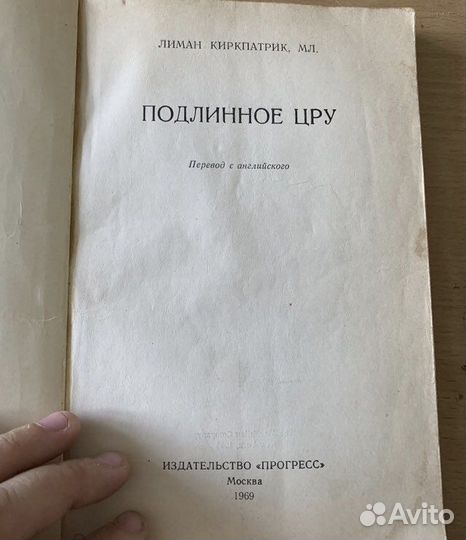 ЛИМАН КИРКПАТРИК, МЛ.
ПОДЛИННОЕ ЦРУ
Перевод с английского
ИЗДАТЕЛЬСТВО «ПРОГРЕСС»
Москва
1969
Avito